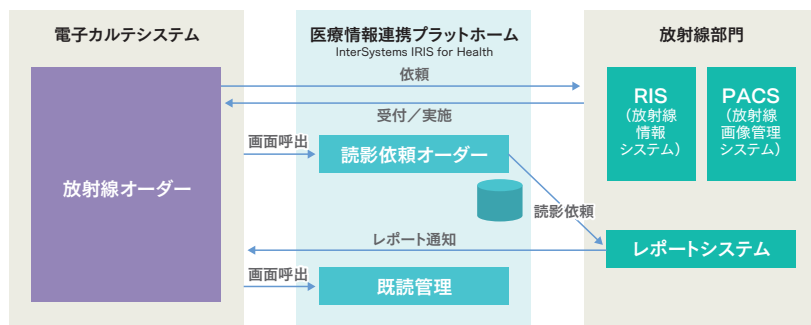 電子カルテシステム
医療情報連携プラットホーム
InterSystems IRIS for Health
放射線部門
依頼
受付／実施
RIS
（放射線
情報
システム）
PACS
（放射線
画像管理
システム）
画面呼出
読影依頼オーダー
放射線オーダー
読影依頼
レポート通知
レポートシステム
画面呼出
既読管理